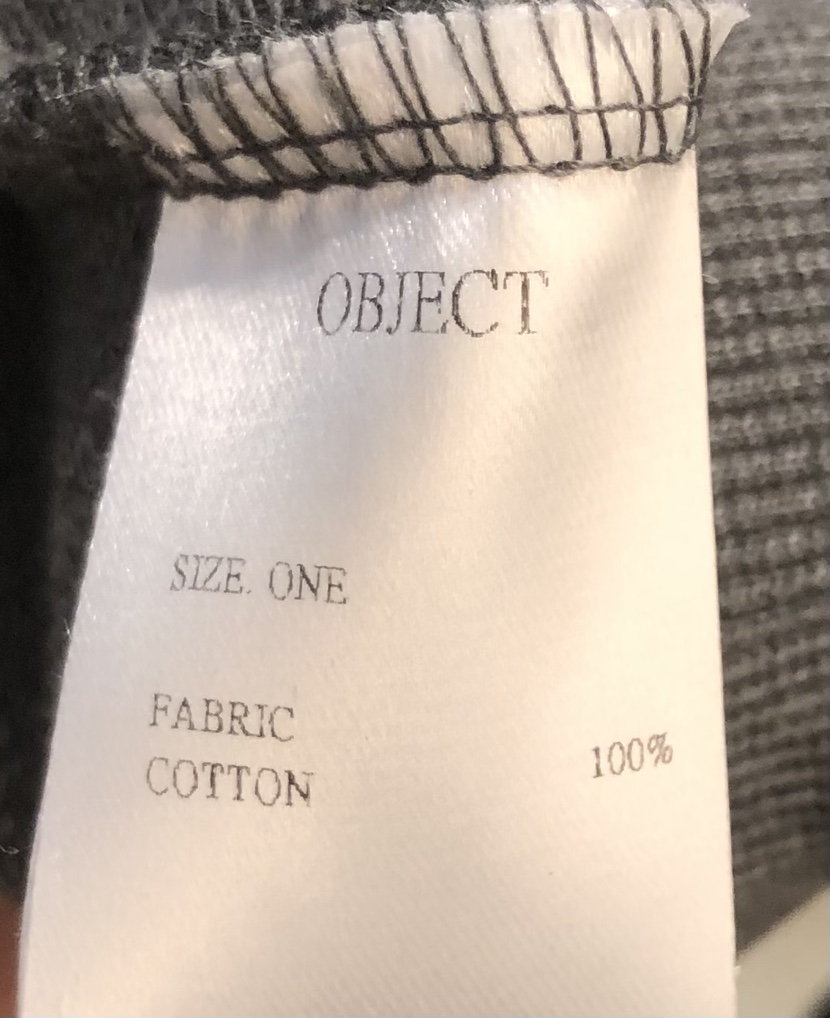 OBJECT
SIZE. ONE
FABRIC
COTTON 100%